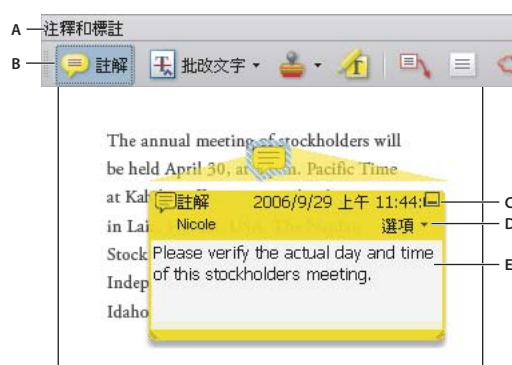 A 注釋和標註
B 註解 批改文字
The annual meeting of stockholders will
be held April 30, at Pacific Time
at
註解 2006/9/29 上午 11:44: C
Nicole 選項 D
in
Stock
Please verify the actual day and time E
of this stockholders meeting.
Indep
Idaho